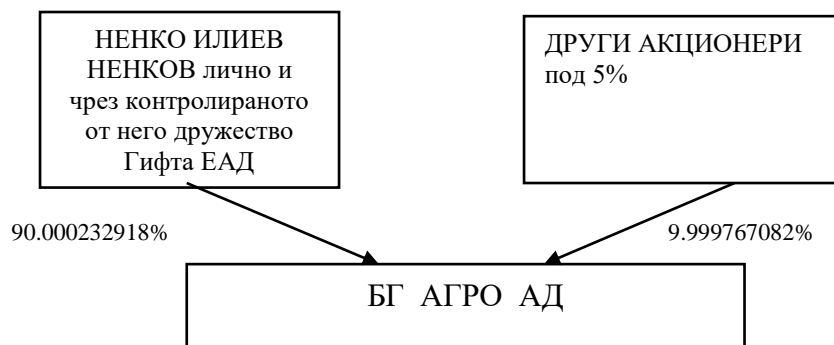 НЕНКО ИЛИЕВ
НЕНКОВ лично и
чрез контролираното
от него дружество
Гифта ЕАД
ДРУГИ АКЦИОНЕРИ
под 5%
90.000232918%
9.999767082%
БГ АГРО АД